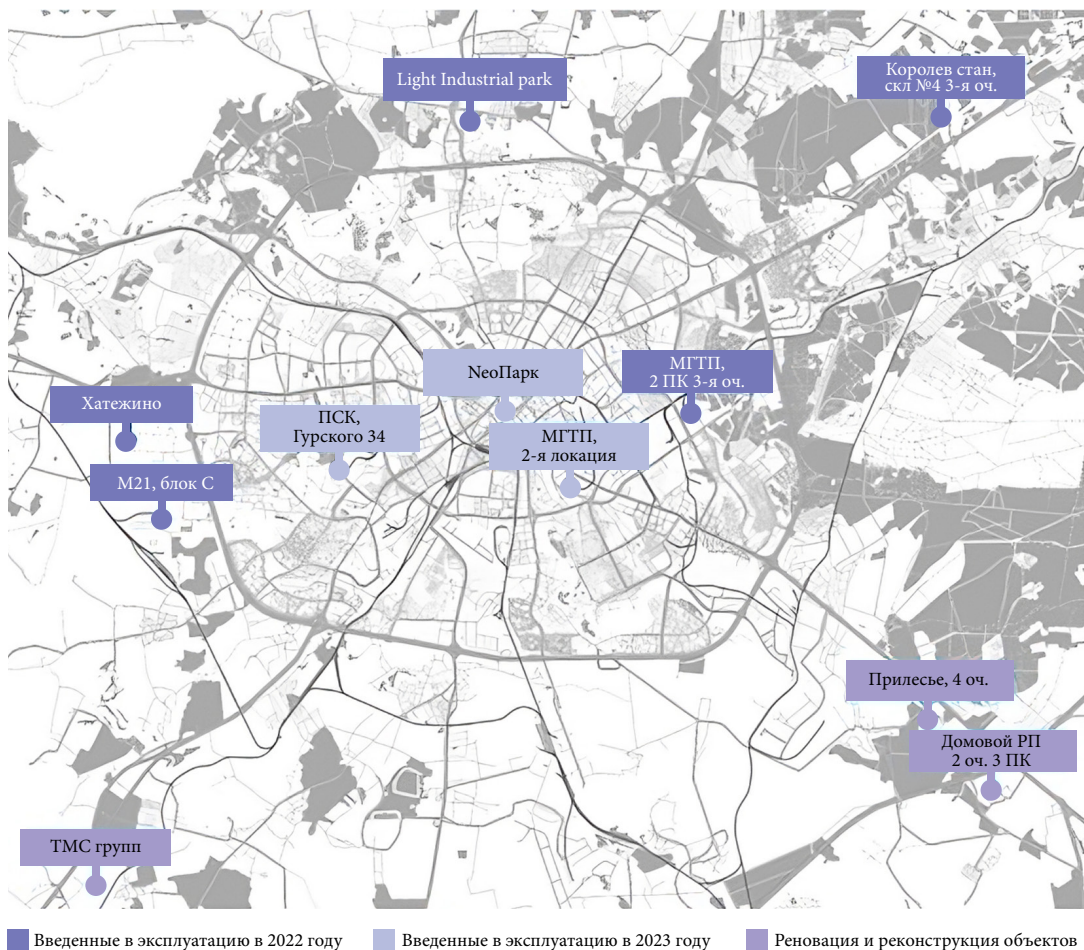 Light Industrial park
Королев стан,
скл №4 3-я оч.
NеоПарк
МГТП,
2 ПК 3-я оч.
Хатежино
ПСК,
Гурского 34
МГТП,
2-я локация
М21, блок С
Прилесье, 4 оч.
Домовой РП
2 оч. 3 ПК
ТМС групп
Введенные в эксплуатацию в 2022 году
Введенные в эксплуатацию в 2023 году
Реновация и реконструкция объектов